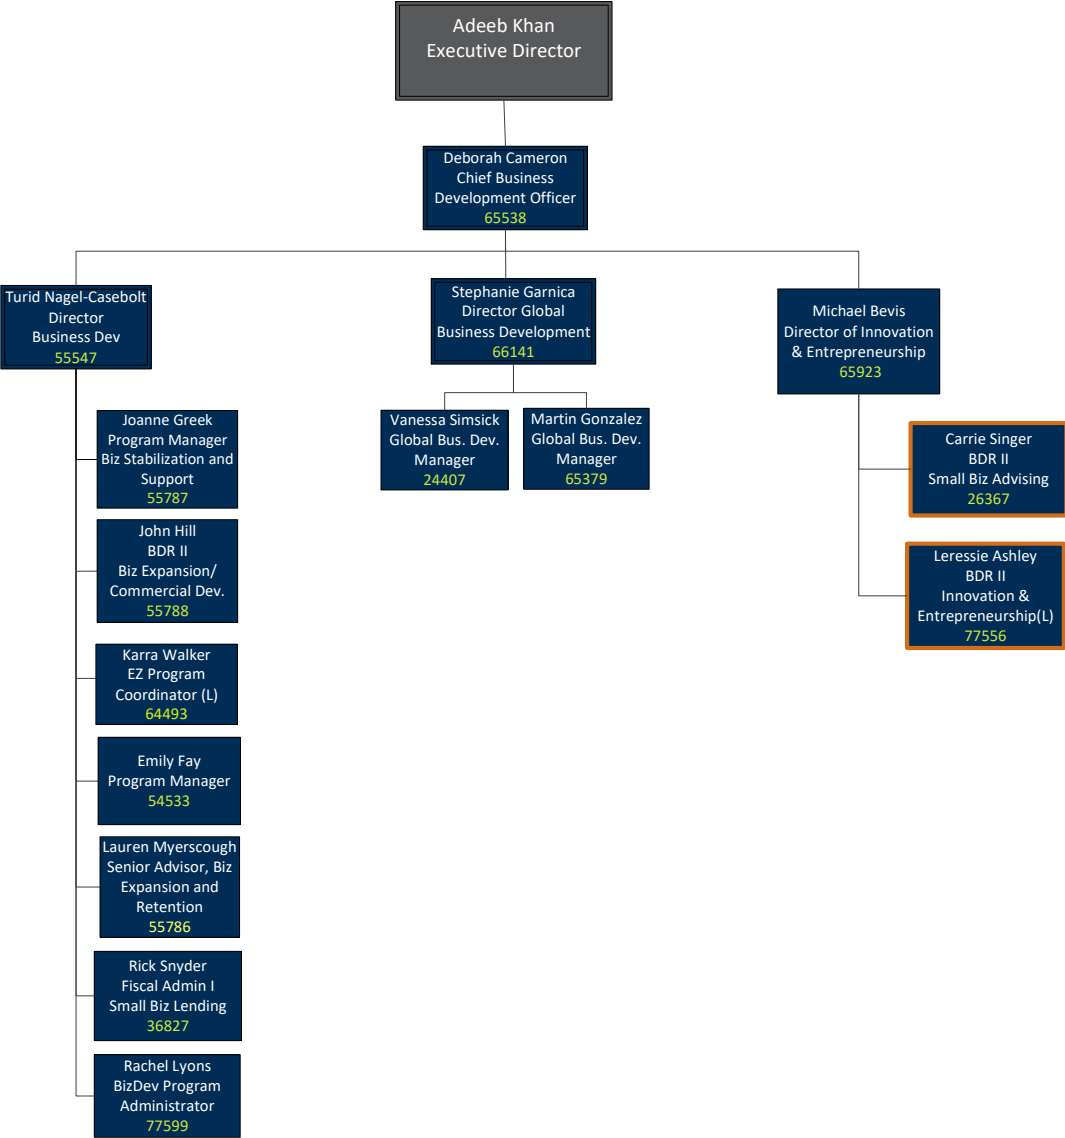 Adeeb Khan
Executive Director
Deborah Cameron
Chief Business
Development Officer
65538
Turid Nagel-Casebolt
Director
Business Dev
55547
Stephanie Garnica
Director Global
Business Development
66141
Michael Bevis
Director of Innovation
& Entrepreneurship
65923
Joanne Greek
Program Manager
Biz Stabilization and
Support
55787
John Hill
BDR II
Biz Expansion/
Commercial Dev.
55788
Karra Walker
EZ Program
Coordinator (L)
64493
Emily Fay
Program Manager
54533
Lauren Myerscough
Senior Advisor, Biz
Expansion and
Retention
55786
Rick Snyder
Fiscal Admin I
Small Biz Lending
36827
Rachel Lyons
BizDev Program
Administrator
77599
Vanessa Simsick
Global Bus. Dev.
Manager
24407
Martin Gonzalez
Global Bus. Dev.
Manager
65379
Carrie Singer
BDR II
Small Biz Advising
26367
Leressie Ashley
BDR II
Innovation &
Entrepreneurship(L)
77556